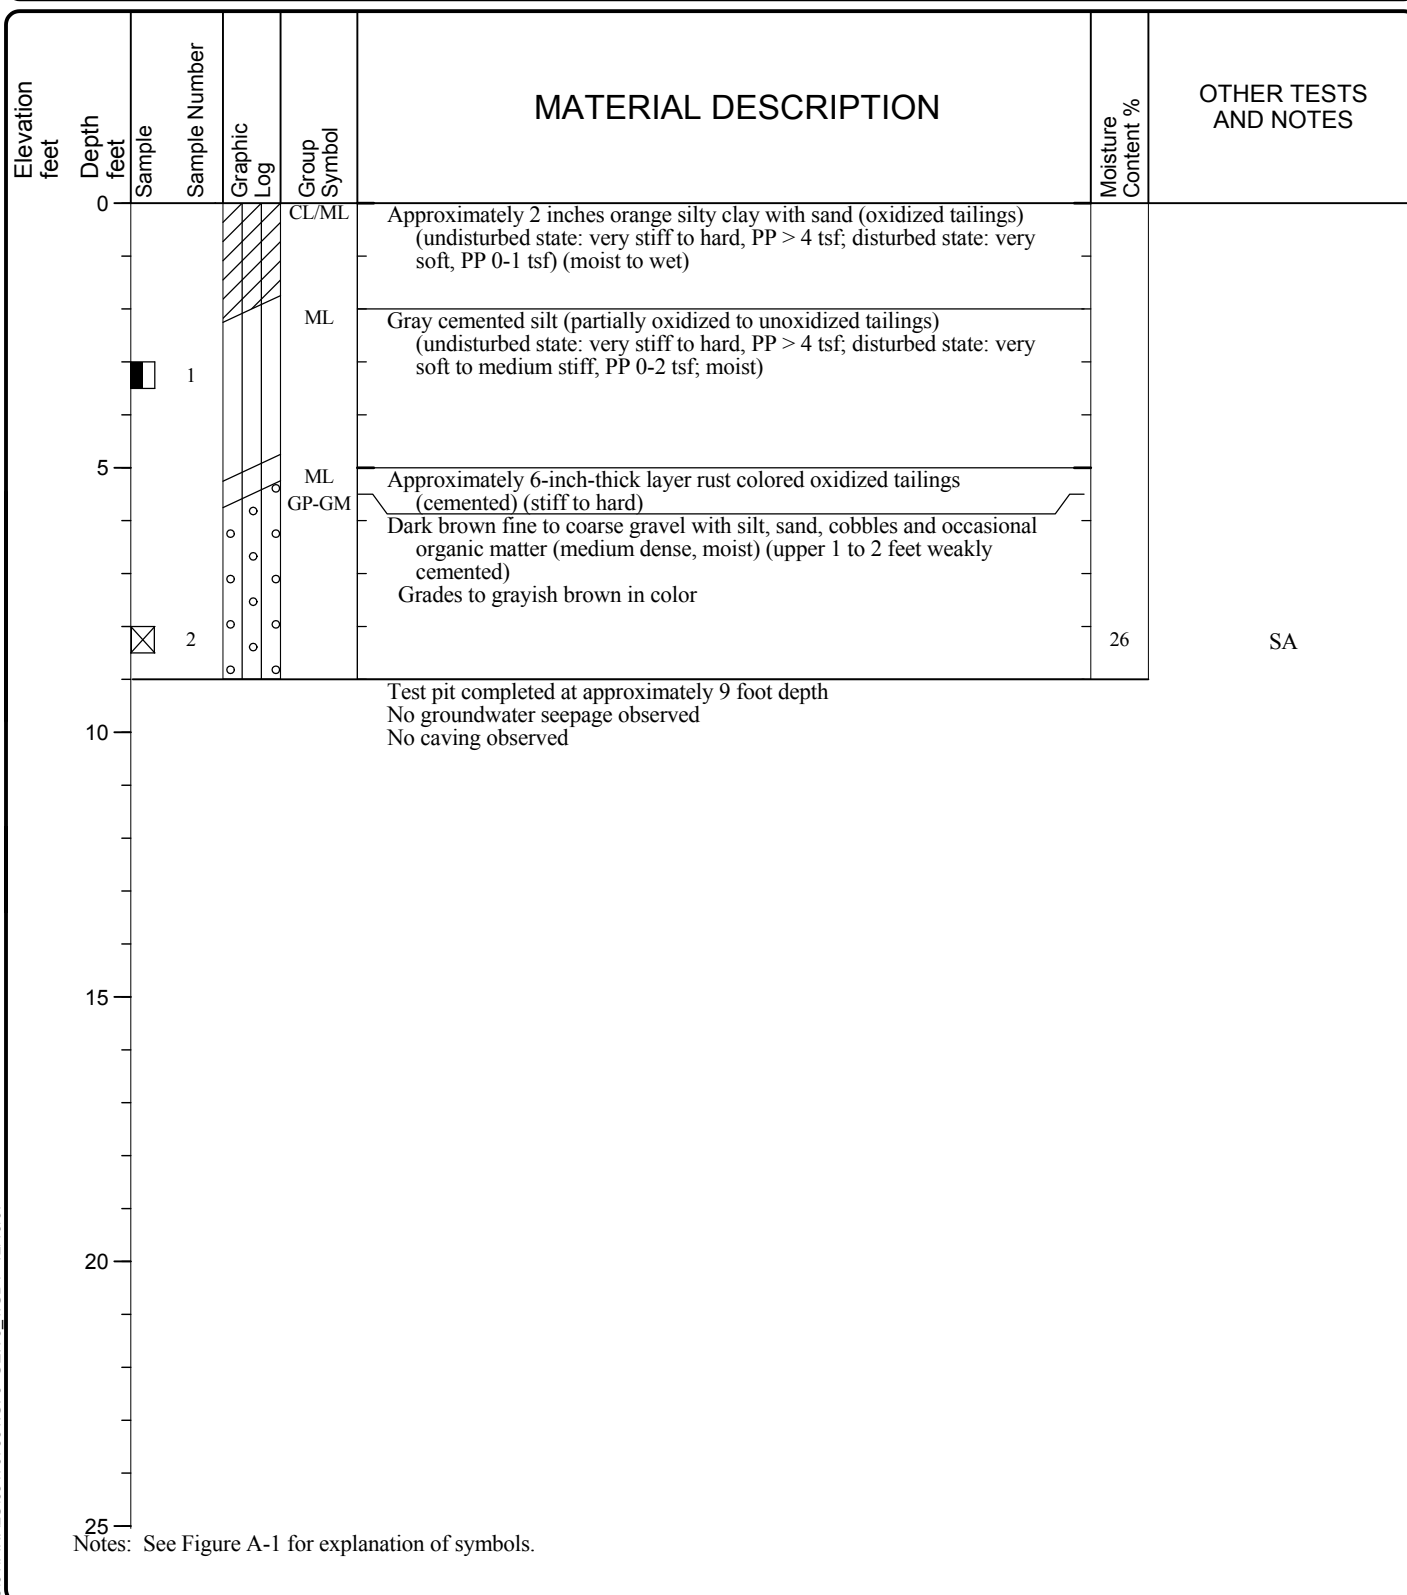 Elevation
feet
Depth
feet
Sample
Sample Number
Graphic
Log
Group
Symbol
MATERIAL DESCRIPTION
Moisture
Content %
OTHER TESTS
AND NOTES
0
CL/ML
Approximately 2 inches orange silty clay with sand (oxidized tailings)
(undisturbed state: very stiff to hard, PP > 4 tsf; disturbed state: very
soft, PP 0-1 tsf) (moist to wet)
ML
Gray cemented silt (partially oxidized to unoxidized tailings)
(undisturbed state: very stiff to hard, PP > 4 tsf; disturbed state: very
soft to medium stiff, PP 0-2 tsf; moist)
1
5
ML
Approximately 6-inch-thick layer rust colored oxidized tailings
(cemented) (stiff to hard)
GP-GM
Dark brown fine to coarse gravel with silt, sand, cobbles and occasional
organic matter (medium dense, moist) (upper 1 to 2 feet weakly
cemented)
Grades to grayish brown in color
2
26
SA
Test pit completed at approximately 9 foot depth
No groundwater seepage observed
No caving observed
10
15
20
25
Notes: See Figure A-1 for explanation of symbols.